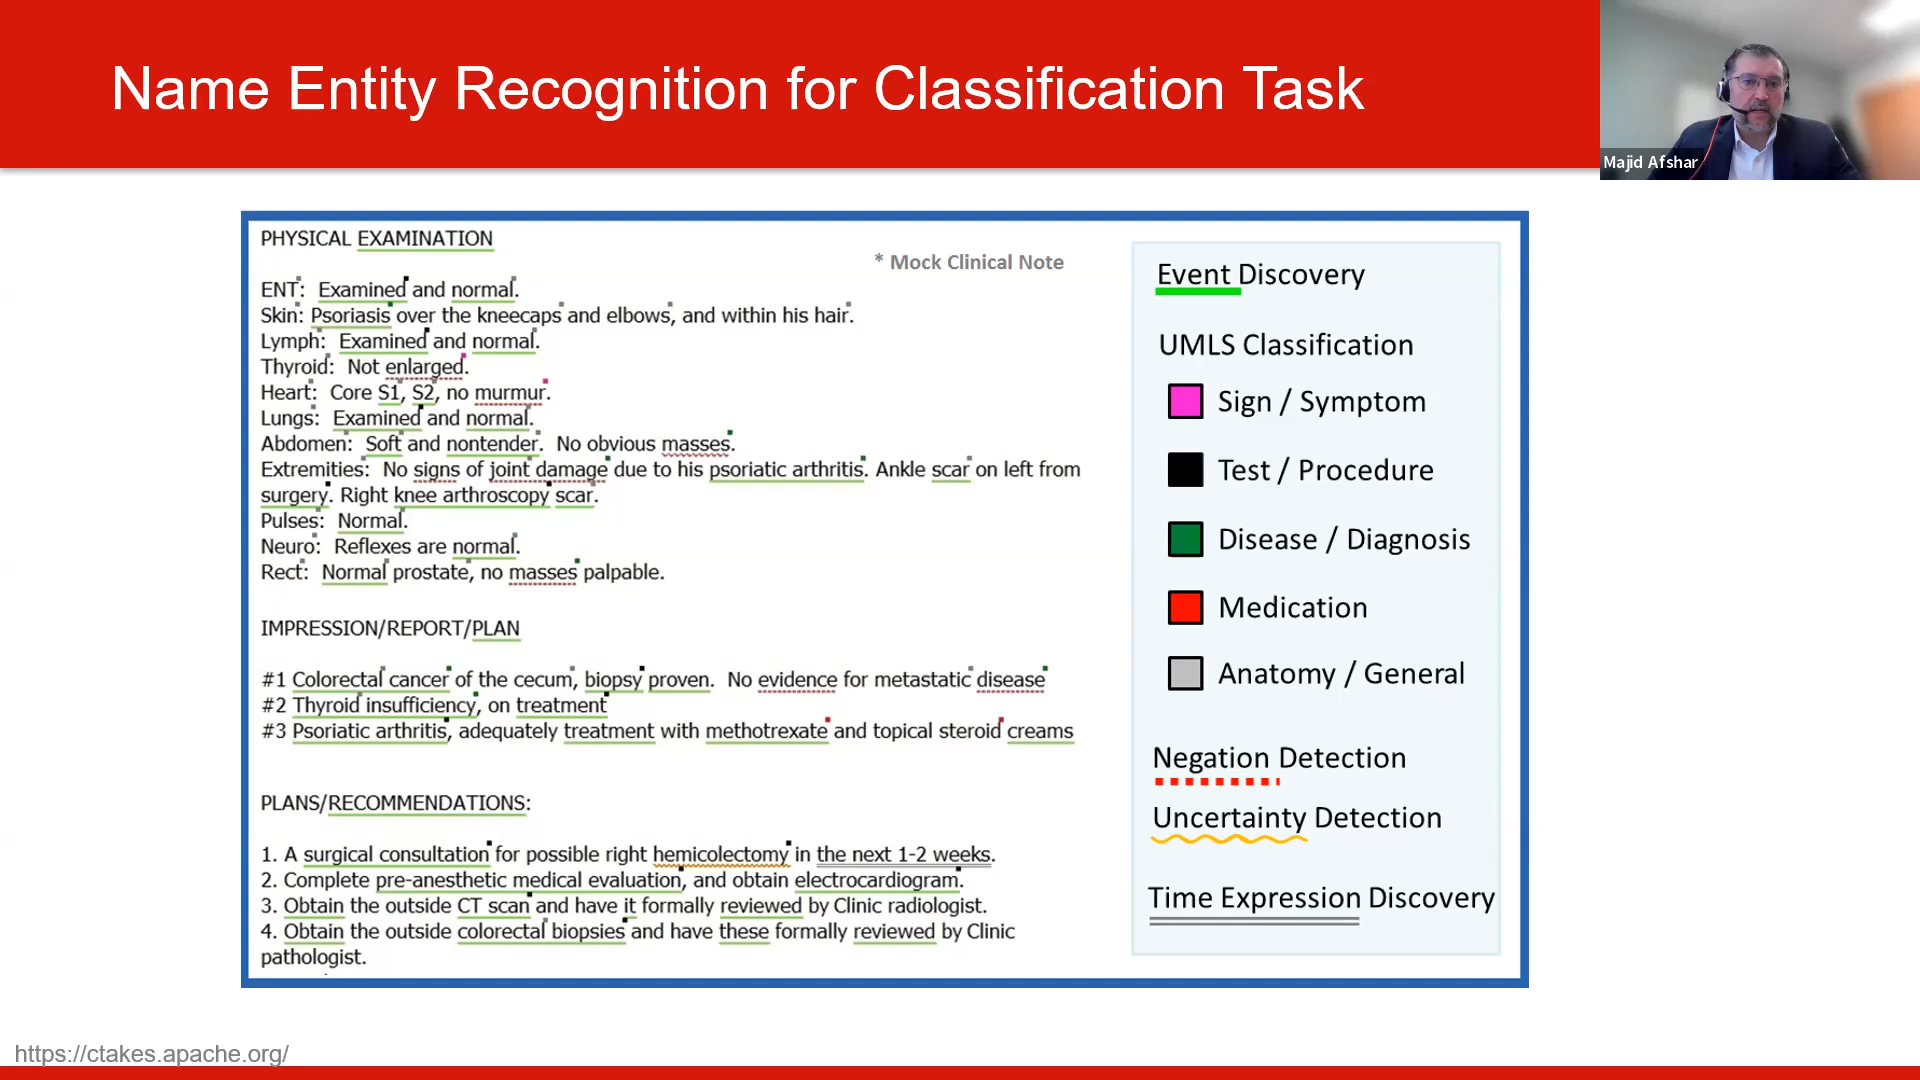 Name Entity Recognition for Classification Task
Majid Afshar
PHYSICAL EXAMINATION
* Mock Clinical Note
ENT: Examined and normal.
Skin: Psoriasis over the kneecaps and elbows, and within his hair.
Lymph: Examined and normal.
Thyroid: Not enlarged.
Heart: Core S1, S2, no murmur.
Lungs: Examined and normal.
Abdomen: Soft and nontender. No obvious masses.
Extremities: No signs of joint damage due to his psoriatic arthritis. Ankle scar on left from
surgery. Right knee arthroscopy scar.
Pulses: Normal.
Neuro: Reflexes are normal.
Rect: Normal prostate, no masses palpable.
IMPRESSION/REPORT/PLAN
#1 Colorectal cancer of the cecum, biopsy proven. No evidence for metastatic disease
#2 Thyroid insufficiency, on treatment
#3 Psoriatic arthritis, adequately treatment with methotrexate and topical steroid creams
PLANS/RECOMMENDATIONS:
1. A surgical consultation for possible right hemicolectomy in the next 1-2 weeks.
2. Complete pre-anesthetic medical evaluation, and obtain electrocardiogram.
3. Obtain the outside CT scan and have it formally reviewed by Clinic radiologist.
4. Obtain the outside colorectal biopsies and have these formally reviewed by Clinic
pathologist.
Event Discovery
UMLS Classification
Sign / Symptom
Test / Procedure
Disease / Diagnosis
Medication
Anatomy / General
Negation Detection
Uncertainty Detection
Time Expression Discovery
https://ctakes.apache.org/